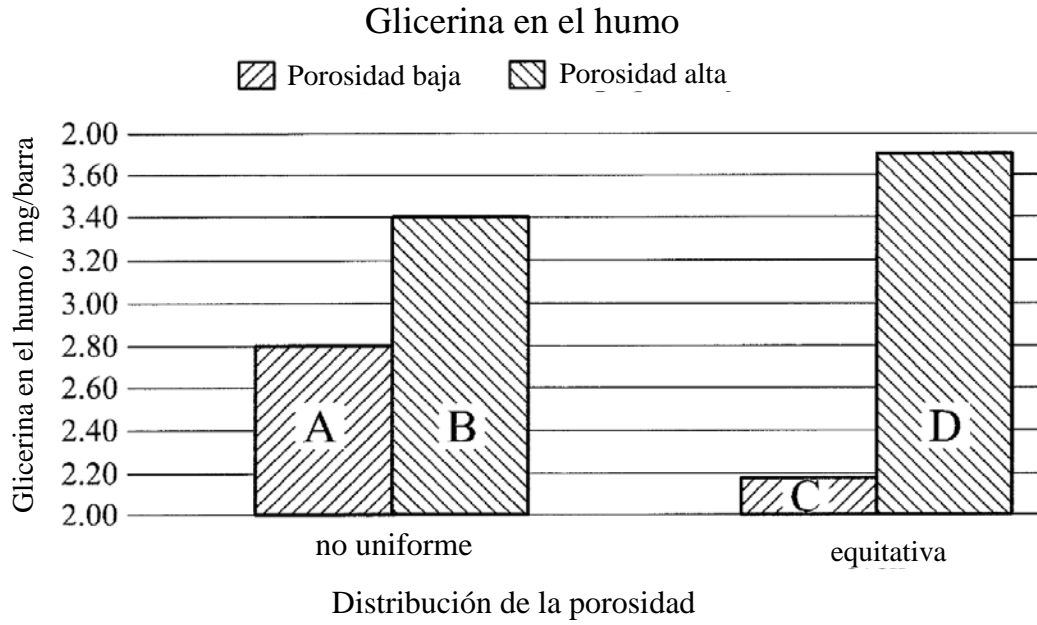 Glicerina en el humo
Porosidad baja
Porosidad alta
Glicerina en el humo / mg/barra
2.00
3.60
3.40
3.20
3.00
2.80
2.60
2.40
2.20
2.00
A
B
C
D
no uniforme
equitativa
Distribución de la porosidad